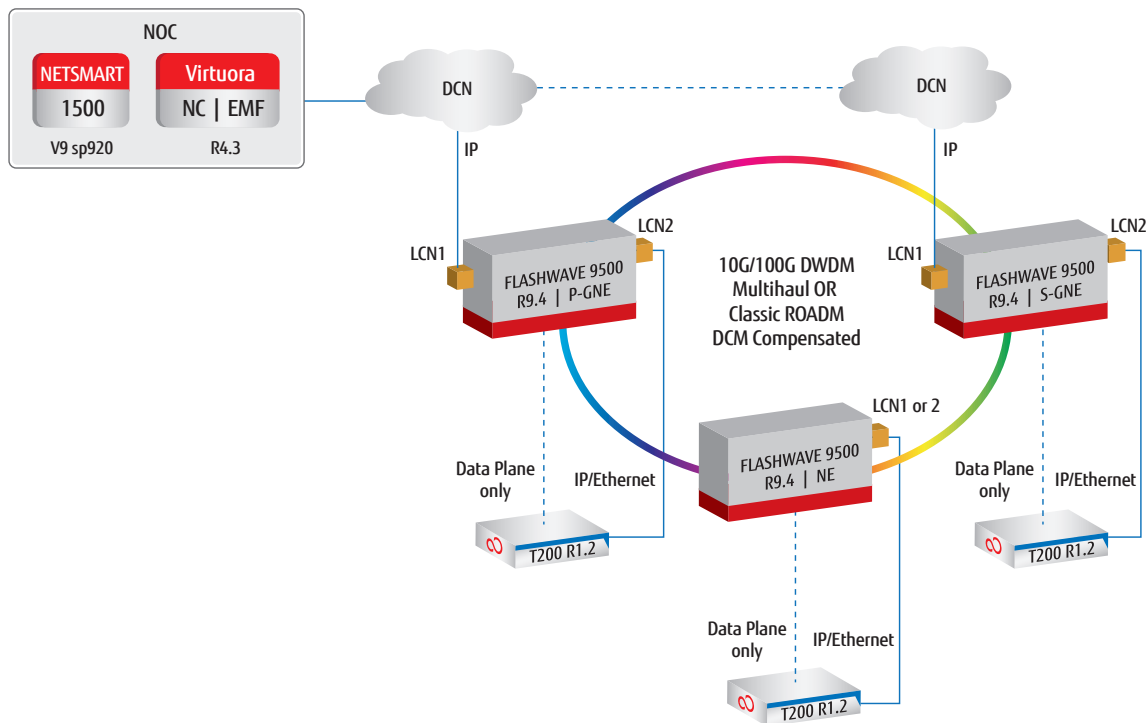 NOC
NETSMART
1500
V9 sp920
Virtuora
NC | EMF
R4.3
DCN
DCN
IP
IP
LCN1
LCN2
FLASHWAVE 9500
R9.4 | P-GNE
10G/100G DWDM
Multihaul OR
Classic ROADM
DCM Compensated
LCN1
LCN2
FLASHWAVE 9500
R9.4 | S-GNE
LCN1 or 2
FLASHWAVE 9500
R9.4 | NE
Data Plane
only
IP/Ethernet
T200 R1.2
Data Plane
only
IP/Ethernet
T200 R1.2
Data Plane
only
IP/Ethernet
T200 R1.2